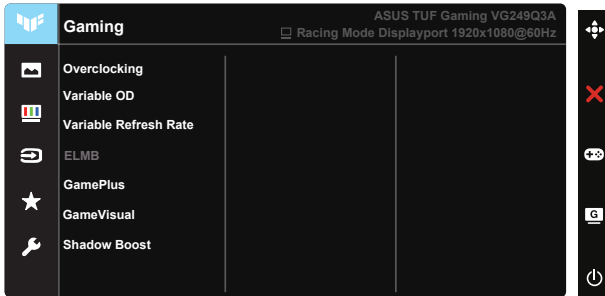 Gaming
ASUS TUF Gaming VG249Q3A
Racing Mode Displayport 1920x1080@60Hz
Overclocking
Variable OD
Variable Refresh Rate
ELMB
GamePlus
GameVisual
Shadow Boost
G